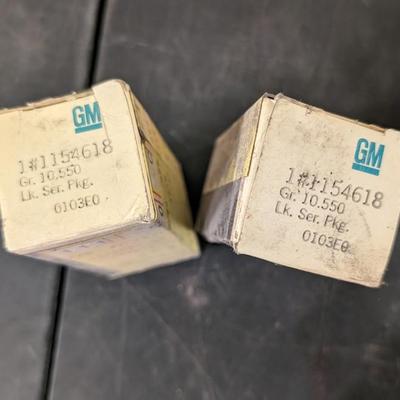 GM
1#1154618
Gr. 10.550
Lk. Ser. Pkg.
0103E0
GM
1#1154618
Gr. 10.550
Lk. Ser. Pkg.
0103E0